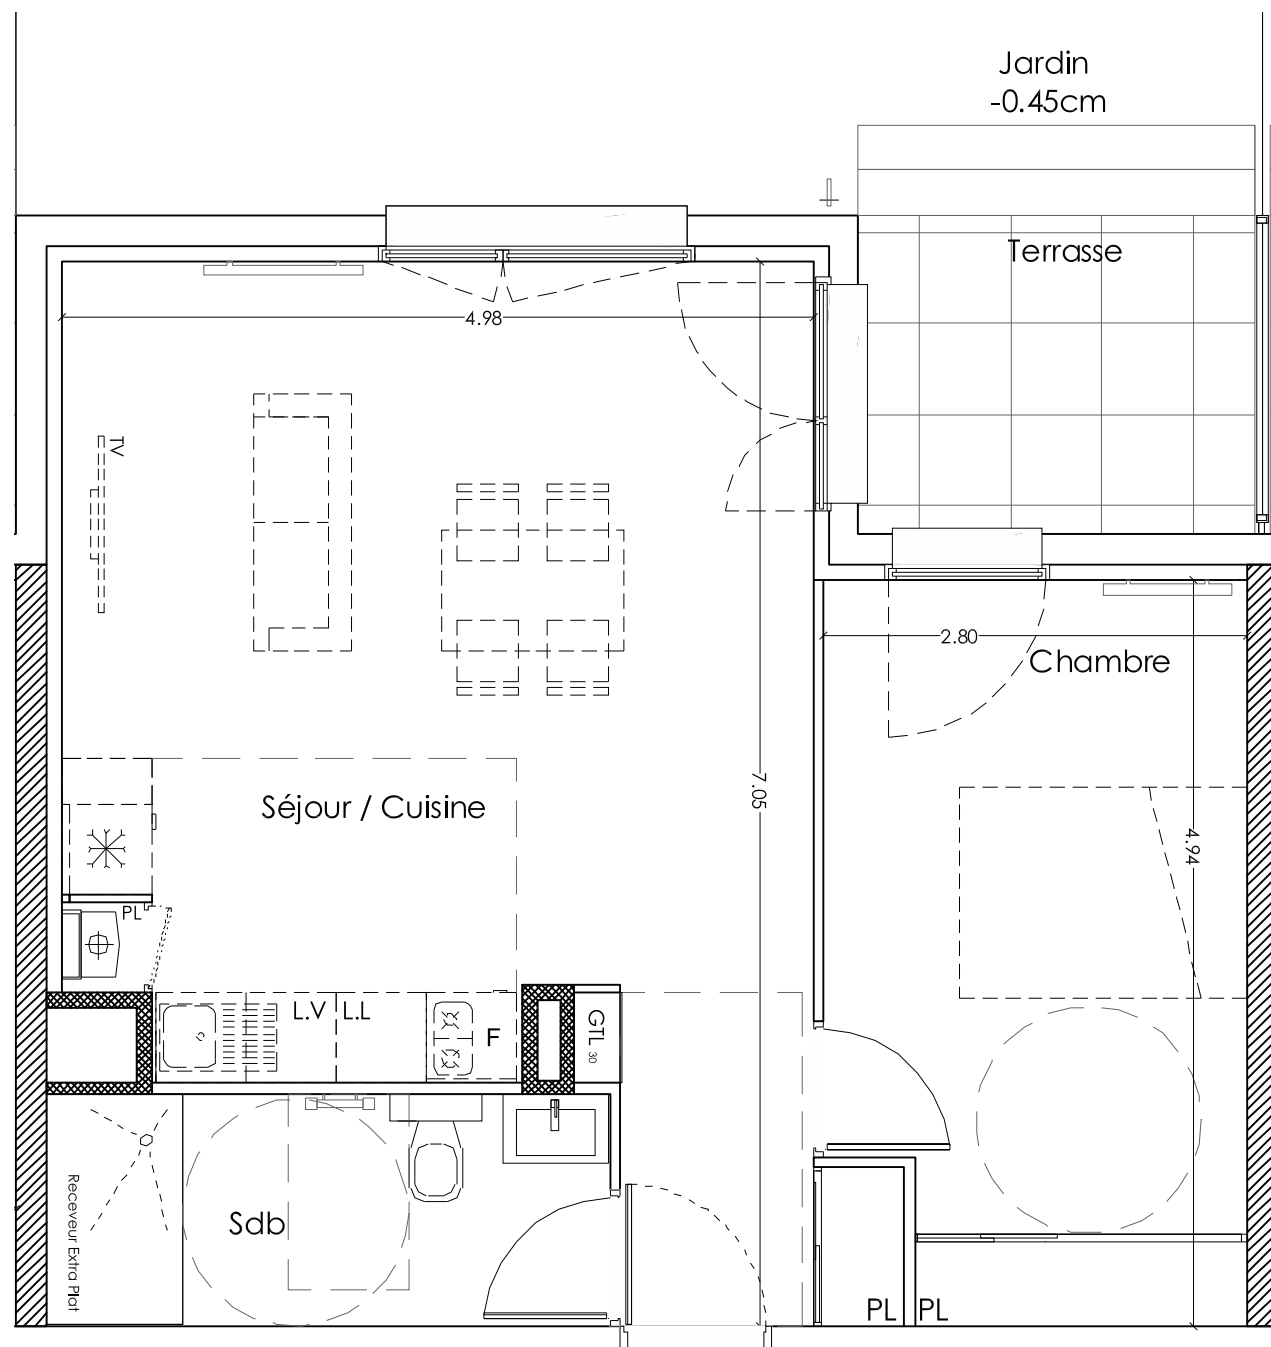 Jardin
-0.45cm
Terrasse
4.98
TV
2.80
Chambre
7.05
Séjour / Cuisine
4.94
PL
L.V
L.L
F
GTL 30
Receveur Extra Plat
Sdb
PL
PL